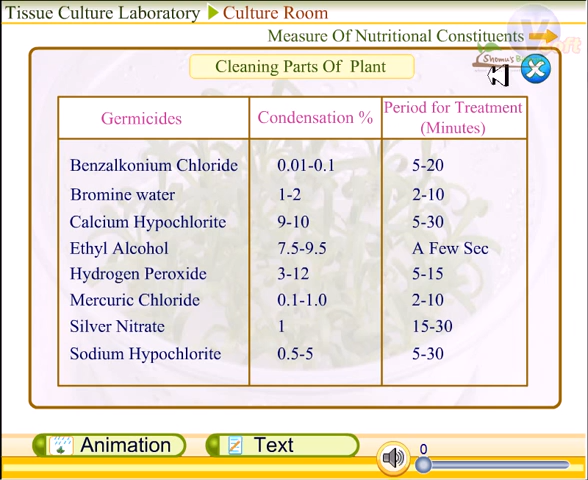 Tissue Culture Laboratory Culture Room
Measure Of Nutritional Constituents
Shomu's
Cleaning Parts Of Plant
Germicides Condensation % Period for Treatment (Minutes)
Benzalkonium Chloride 0.01-0.1 5-20
Bromine water 1-2 2-10
Calcium Hypochlorite 9-10 5-30
Ethyl Alcohol 7.5-9.5 A Few Sec
Hydrogen Peroxide 3-12 5-15
Mercuric Chloride 0.1-1.0 2-10
Silver Nitrate 1 15-30
Sodium Hypochlorite 0.5-5 5-30
Animation Text 0